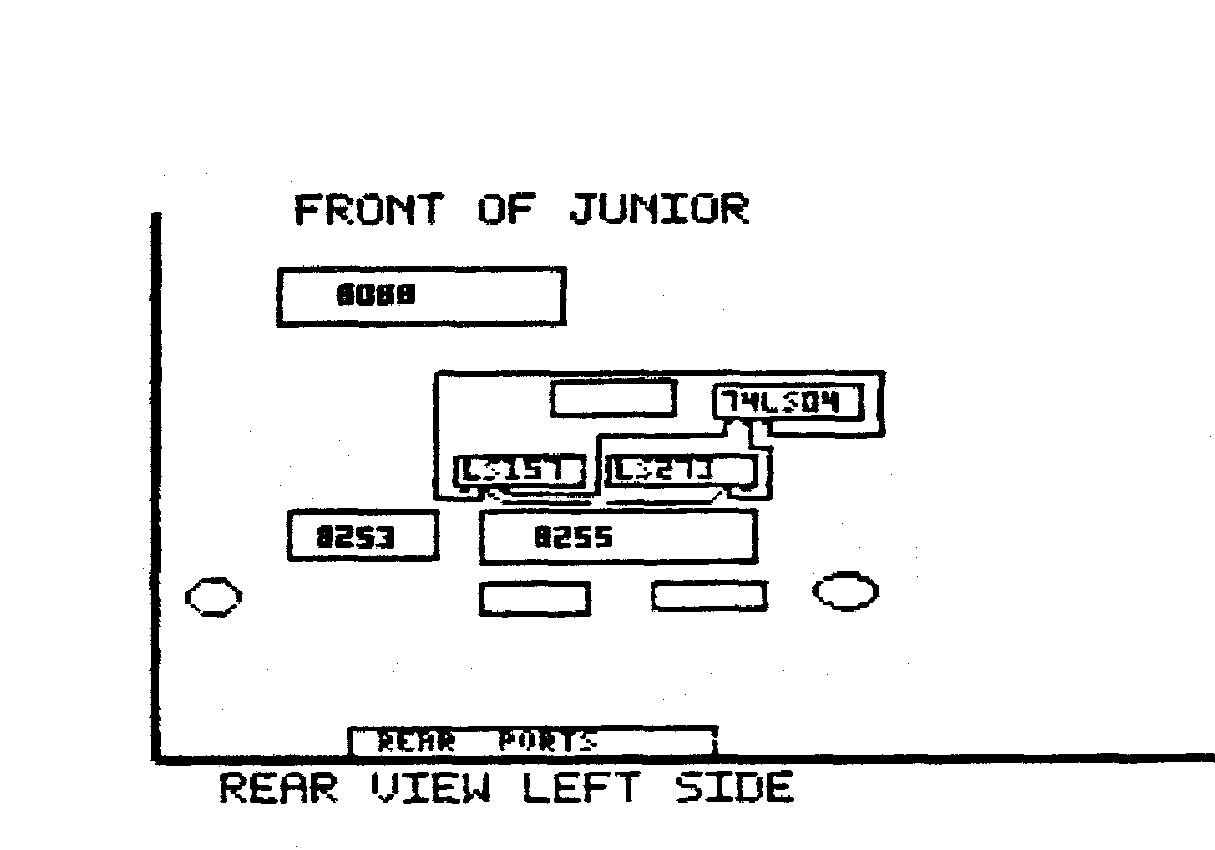 FRONT OF JUNIOR
8088
74LS04
LS157 LS273
8253 8255
REAR PORTS
REAR VIEW LEFT SIDE